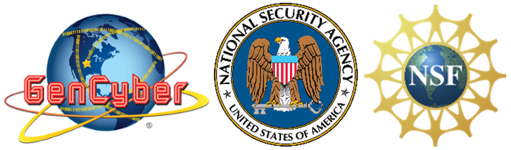 GenCyber
®
NATIONAL SECURITY AGENCY
UNITED STATES OF AMERICA
NSF